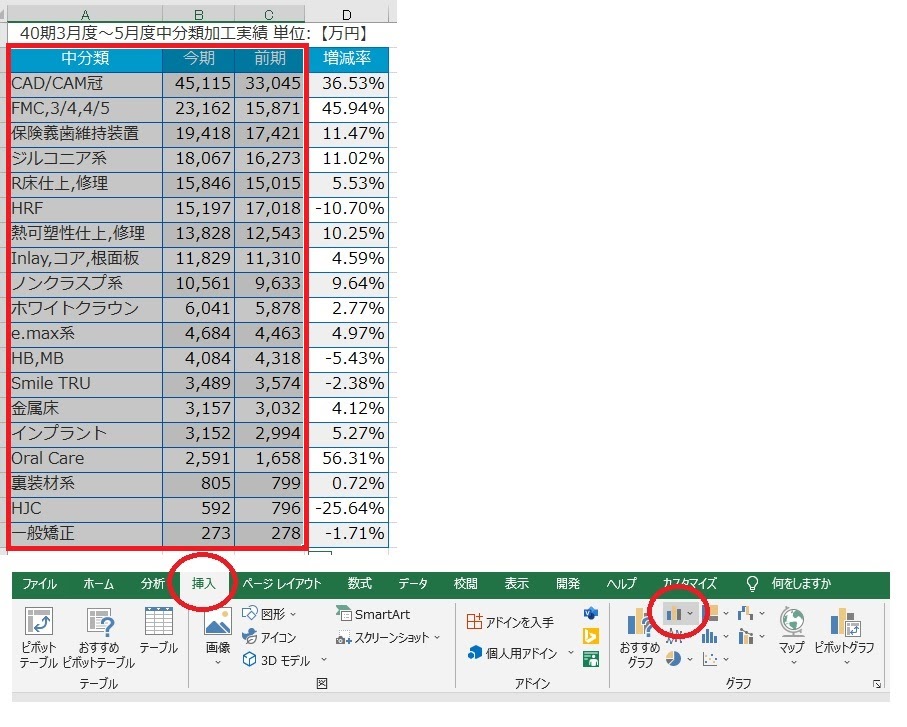 A B C D
40期3月度～5月度中分類加工実績 単位:【万円】
中分類 今期 前期 増減率
CAD/CAM冠 45,115 33,045 36.53%
FMC,3/4,4/5 23,162 15,871 45.94%
保険義歯維持装置 19,418 17,421 11.47%
ジルコニア系 18,067 16,273 11.02%
R床仕上,修理 15,846 15,015 5.53%
HRF 15,197 17,018 -10.70%
熱可塑性仕上,修理 13,828 12,543 10.25%
Inlay,コア,根面板 11,829 11,310 4.59%
ノンクラスプ系 10,561 9,633 9.64%
ホワイトクラウン 6,041 5,878 2.77%
e.max系 4,684 4,463 4.97%
HB,MB 4,084 4,318 -5.43%
Smile TRU 3,489 3,574 -2.38%
金属床 3,157 3,032 4.12%
インプラント 3,152 2,994 5.27%
Oral Care 2,591 1,658 56.31%
裏装材系 805 799 0.72%
HJC 592 796 -25.64%
一般矯正 273 278 -1.71%
ファイル ホーム 分析 挿入 ページ レイアウト 数式 データ 校閲 表示 開発 ヘルプ カスタマイズ 何をしますか
ピボット
テーブル
おすすめ
ピボットテーブル
テーブル
テーブル
画像
図形
アイコン
3D モデル
SmartArt
スクリーンショット
図
アドインを入手
個人用アドイン
アドイン
おすすめ
グラフ
マップ
ピボットグラフ
グラフ